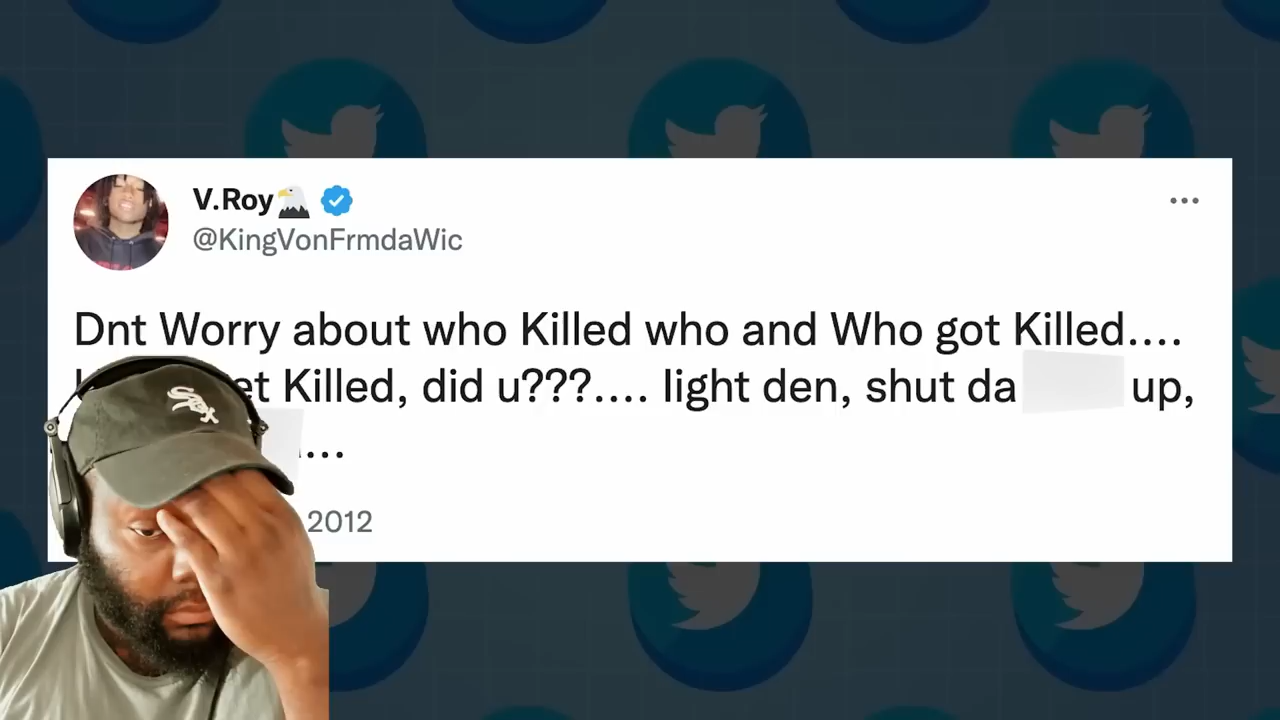 V.Roy
@KingVonFrmdaWic
Dnt Worry about who Killed who and Who got Killed....
Killed, did u???.... light den, shut da up,
...
2012
Sox